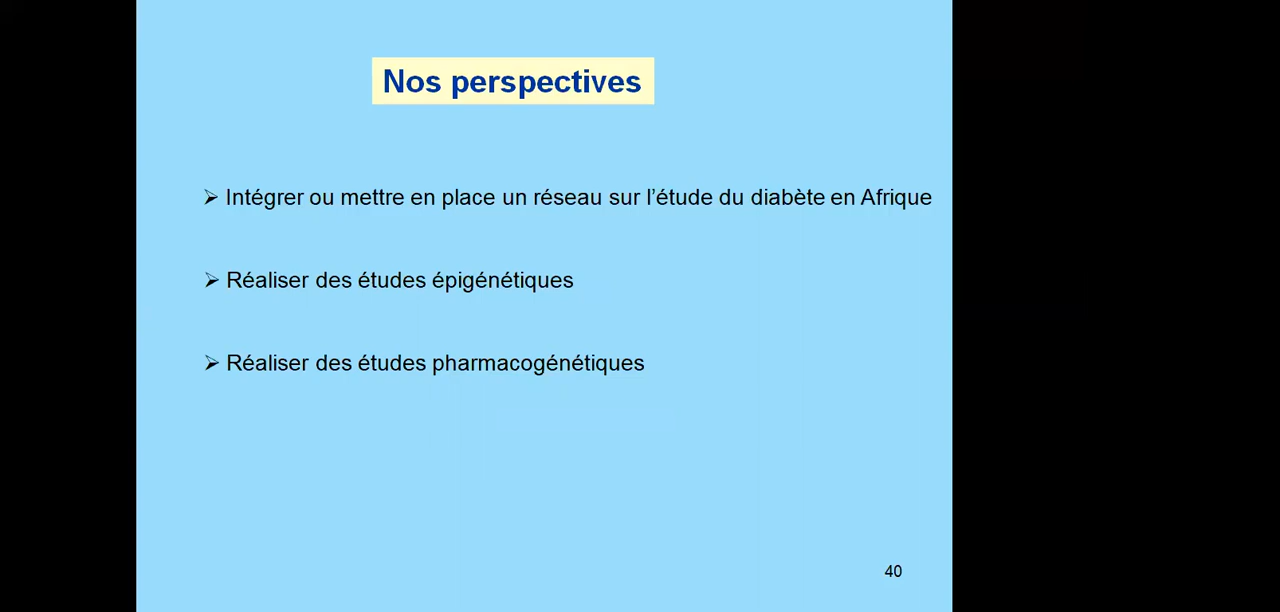 Nos perspectives
➢ Intégrer ou mettre en place un réseau sur l’étude du diabète en Afrique
➢ Réaliser des études épigénétiques
➢ Réaliser des études pharmacogénétiques
40